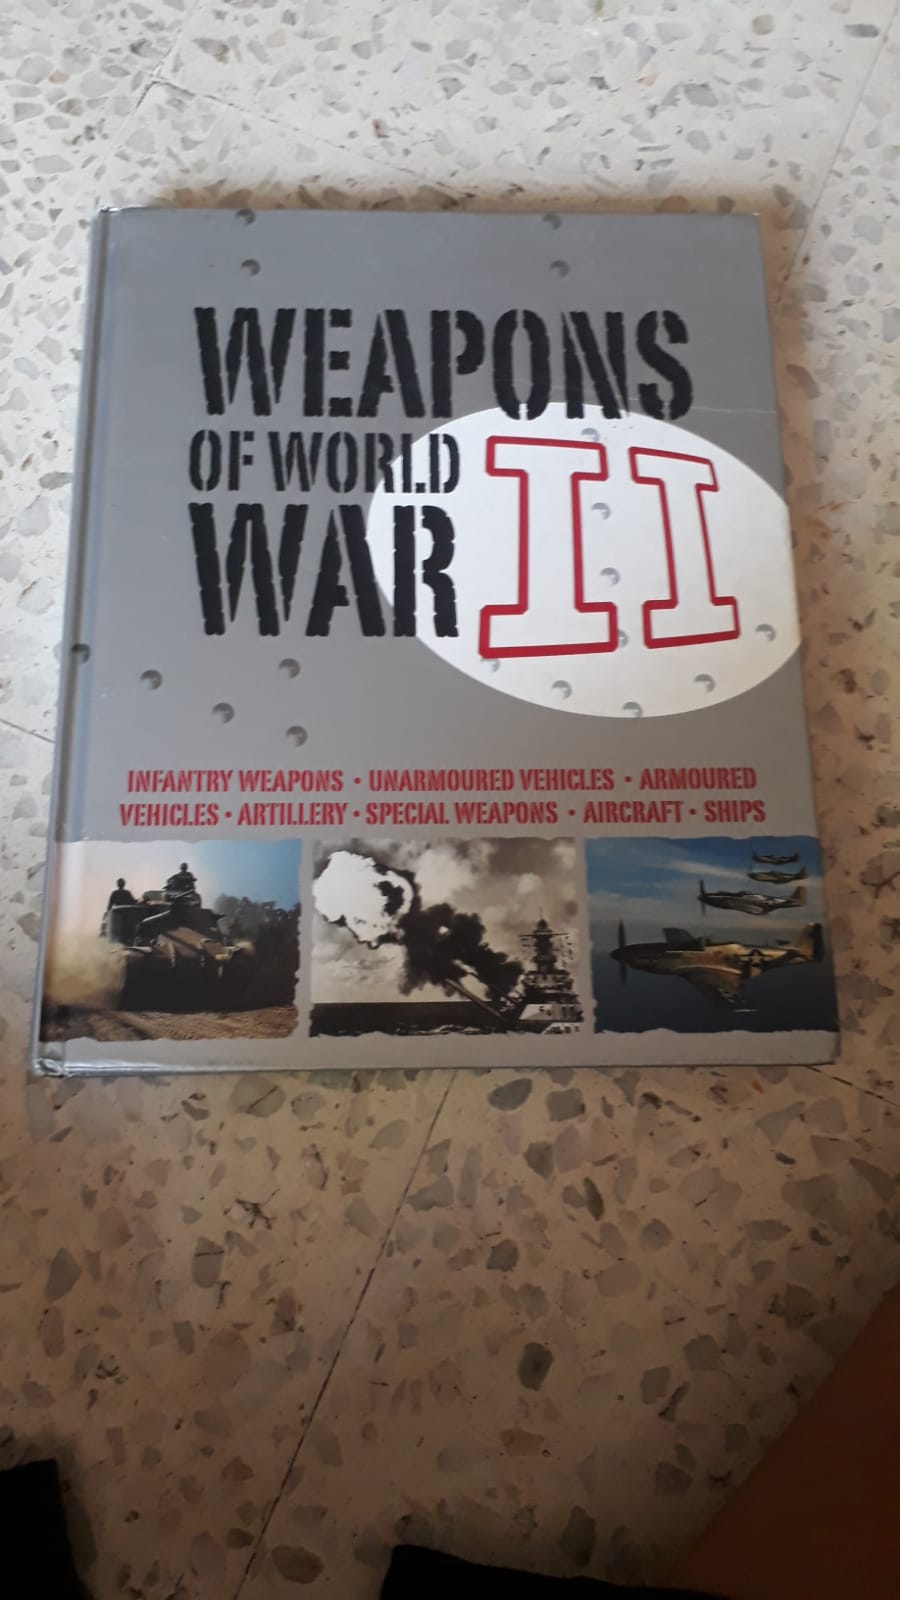 WEAPONS
OF WORLD
WAR II
INFANTRY WEAPONS • UNARMOURED VEHICLES • ARMOURED
VEHICLES • ARTILLERY • SPECIAL WEAPONS • AIRCRAFT • SHIPS